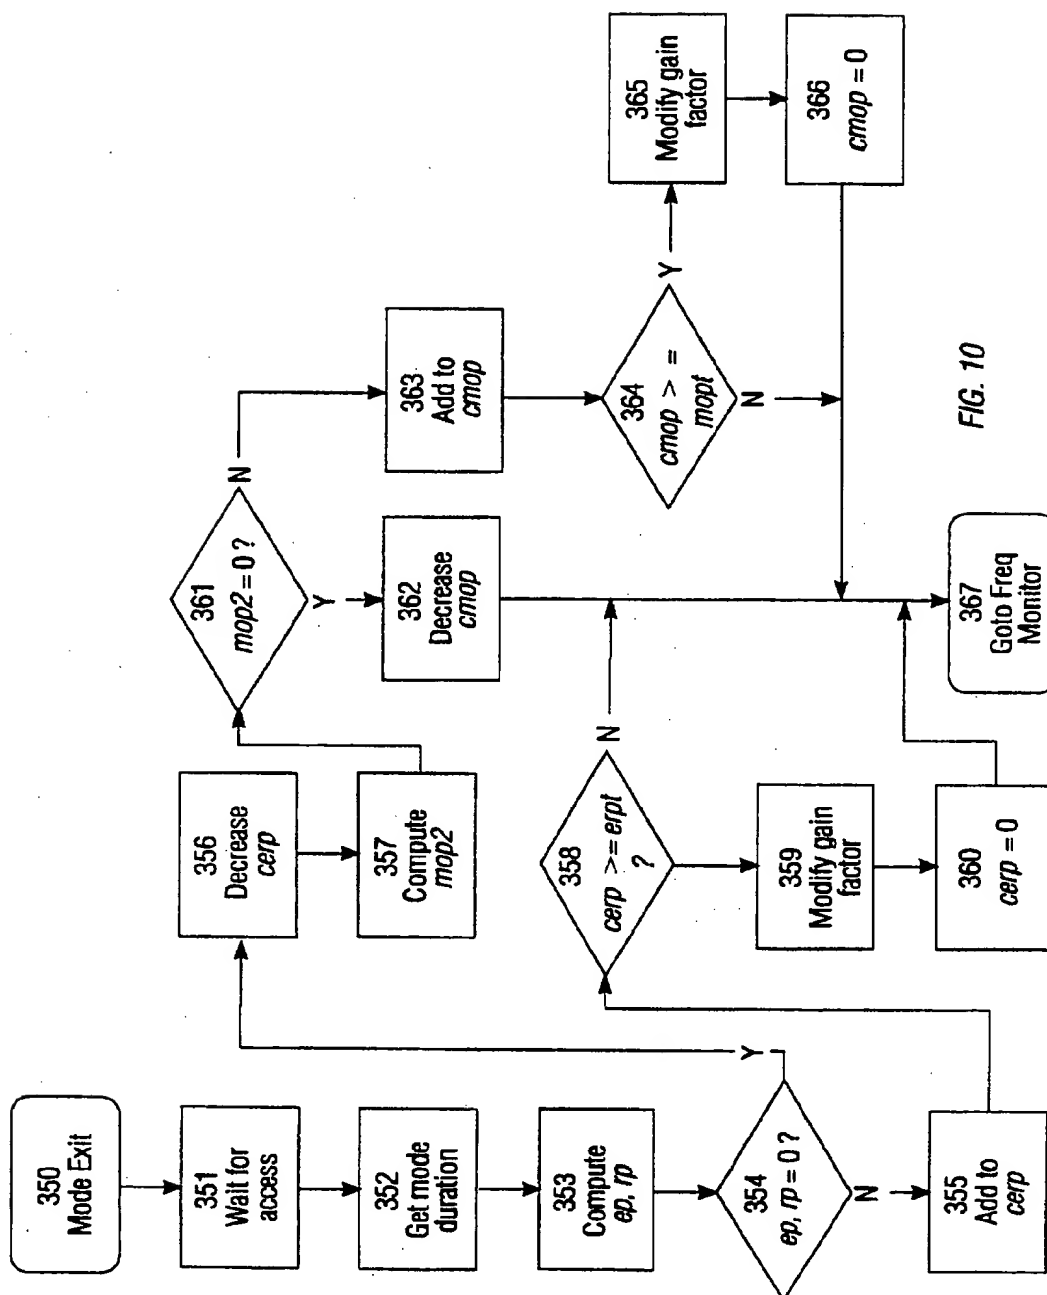 350
Mode Exit
351
Wait for
access
352
Get mode
duration
353
Compute
ep, rp
354
ep, rp = 0 ?
Y
N
355
Add to
cerp
356
Decrease
cerp
357
Compute
mop2
358
cerp >= erpt
?
N
359
Modify gain
factor
360
cerp = 0
361
mop2 = 0 ?
N
Y
362
Decrease
cmop
363
Add to
cmop
364
cmop > =
mopt
Y
N
365
Modify gain
factor
366
cmop = 0
367
Goto Freq
Monitor
FIG. 10